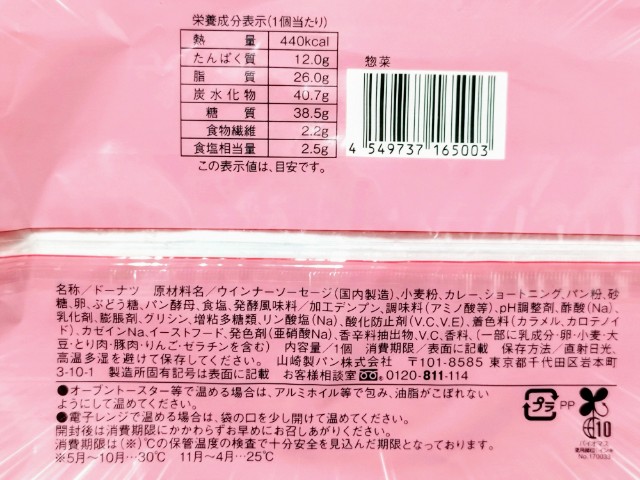 栄養成分表示(1個当たり)
熱量 440kcal
たんぱく質 12.0g
脂質 26.0g
炭水化物 40.7g
糖質 38.5g
食物繊維 2.2g
食塩相当量 2.5g
この表示値は、目安です。
惣菜
4 549737 165003
名称/ドーナツ 原材料名/ウインナーソーセージ(国内製造)、小麦粉、カレー、ショートニング、パン粉、砂
糖、卵、ぶどう糖、パン酵母、食塩、発酵風味料/加工デンプン、調味料(アミノ酸等)、pH調整剤、酢酸(Na)、
乳化剤、膨脹剤、グリシン、増粘多糖類、リン酸塩(Na)、酸化防止剤(V.C、V.E)、着色料(カラメル、カロテノイ
ド)、カゼインNa、イーストフード、発色剤(亜硝酸Na)、香辛料抽出物、V.C、香料、(一部に乳成分・卵・小麦・大
豆・とり肉・豚肉・りんご・ゼラチンを含む) 内容量/1個 消費期限/表面に記載 保存方法/直射日光、
高温多湿を避けて保存してください。 山崎製パン株式会社 〒101-8585 東京都千代田区岩本町
3-10-1 製造所固有記号は表面に記載 お客様相談室 0120-811-114
●オーブントースター等で温める場合は、アルミホイル等で包み、油脂がこぼれない
ようにして温めてください。
●電子レンジで温める場合は、袋の口を少し開けて温めてください。
開封後は消費期限にかかわらずお早めにお召しあがりください。
消費期限は(※)℃の保管温度の検査で十分安全を見込んだ期限となっております。
※5月〜10月…30℃ 11月〜4月…25℃
プラ PP
10
バイオマス
No.170033